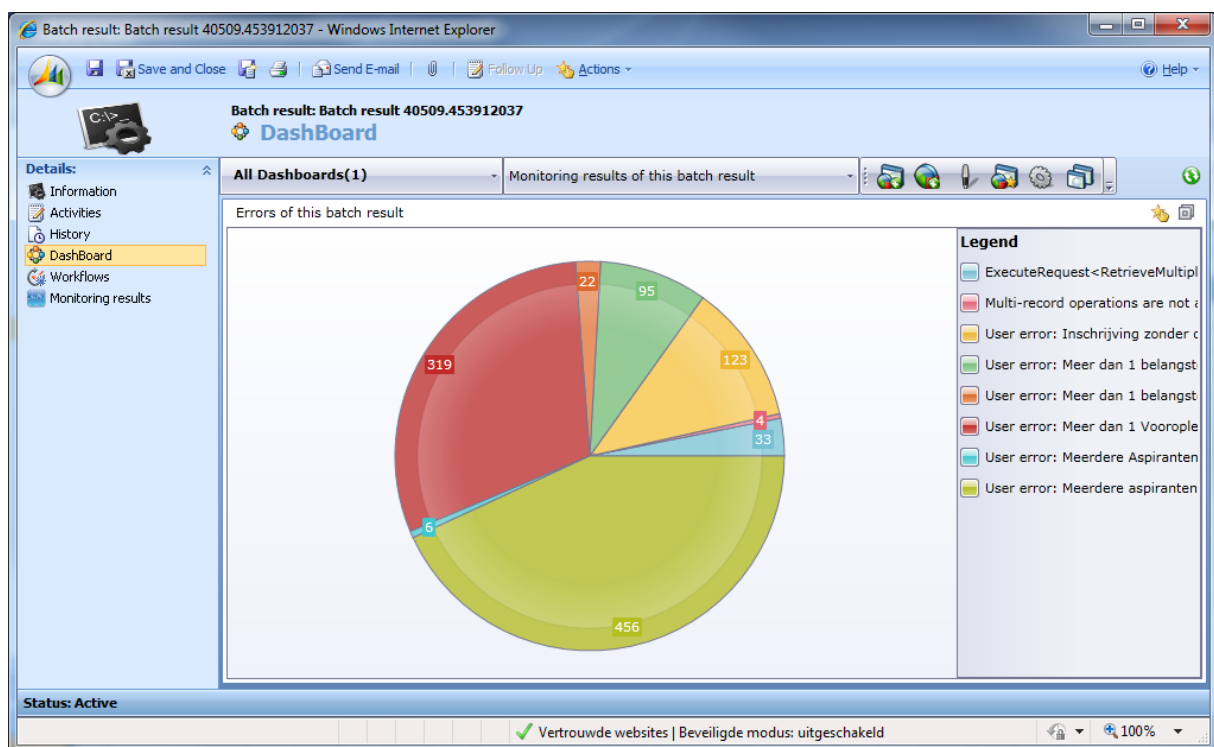 Batch result: Batch result 40509.453912037 - Windows Internet Explorer
Save and Close Send E-mail Follow Up Actions Help
C:\>_
Batch result: Batch result 40509.453912037
DashBoard
Details:
Information
Activities
History
DashBoard
Workflows
Monitoring results
All Dashboards(1) Monitoring results of this batch result
Errors of this batch result
22
95
319
123
4
33
6
456
Legend
ExecuteRequest<RetrieveMultipl
Multi-record operations are not
User error: Inschrijving zonder
User error: Meer dan 1 belangst
User error: Meer dan 1 belangst
User error: Meer dan 1 Voorople
User error: Meerdere Aspiranten
User error: Meerdere aspiranten
Status: Active
Vertrouwde websites | Beveiligde modus: uitgeschakeld 100%